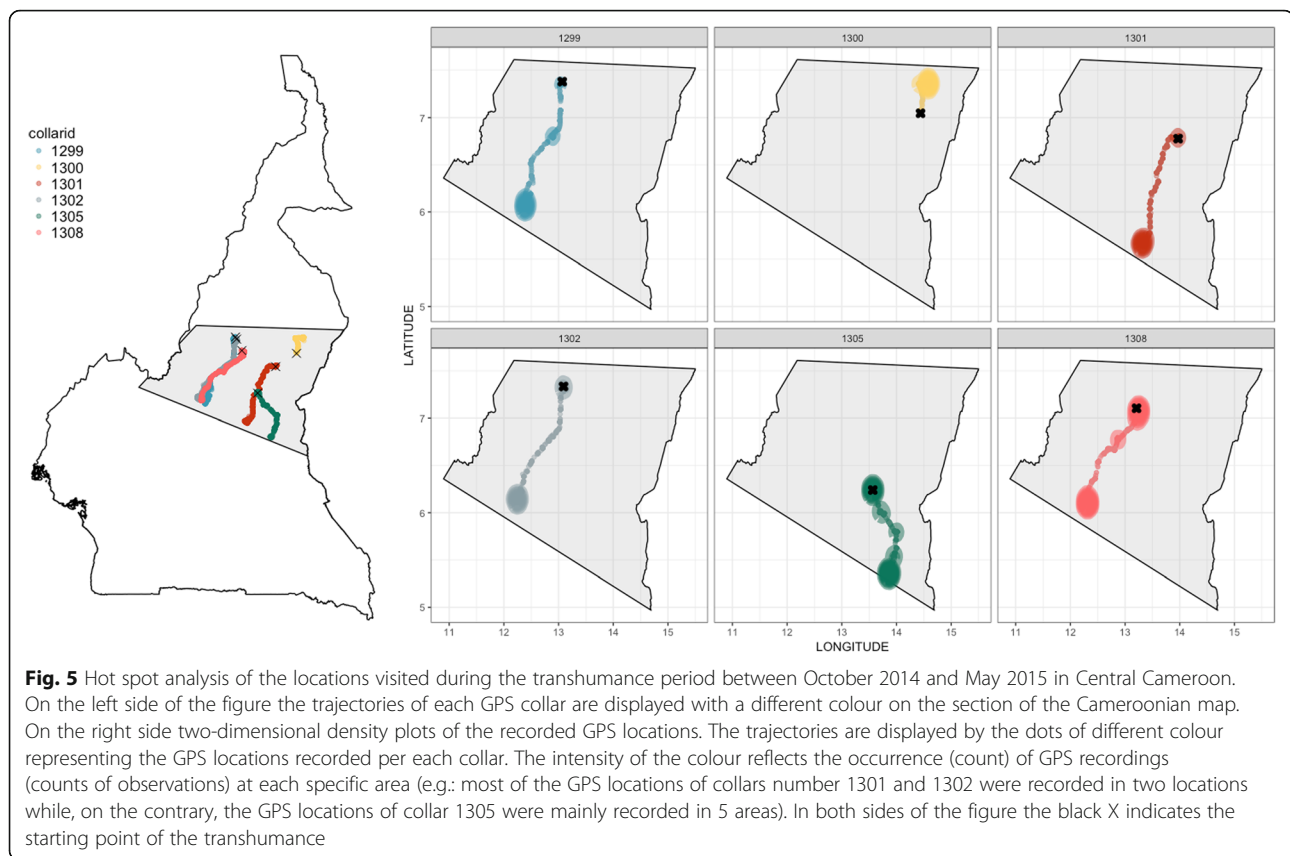 collarid
1299
1300
1301
1302
1305
1308
1299
1300
1301
7
6
5
LATITUDE
1302
1305
1308
7
6
5
11 12 13 14 15
11 12 13 14 15
11 12 13 14 15
LONGITUDE
Fig. 5 Hot spot analysis of the locations visited during the transhumance period between October 2014 and May 2015 in Central Cameroon.
On the left side of the figure the trajectories of each GPS collar are displayed with a different colour on the section of the Cameroonian map.
On the right side two-dimensional density plots of the recorded GPS locations. The trajectories are displayed by the dots of different colour
representing the GPS locations recorded per each collar. The intensity of the colour reflects the occurrence (count) of GPS recordings
(counts of observations) at each specific area (e.g.: most of the GPS locations of collars number 1301 and 1302 were recorded in two locations
while, on the contrary, the GPS locations of collar 1305 were mainly recorded in 5 areas). In both sides of the figure the black X indicates the
starting point of the transhumance